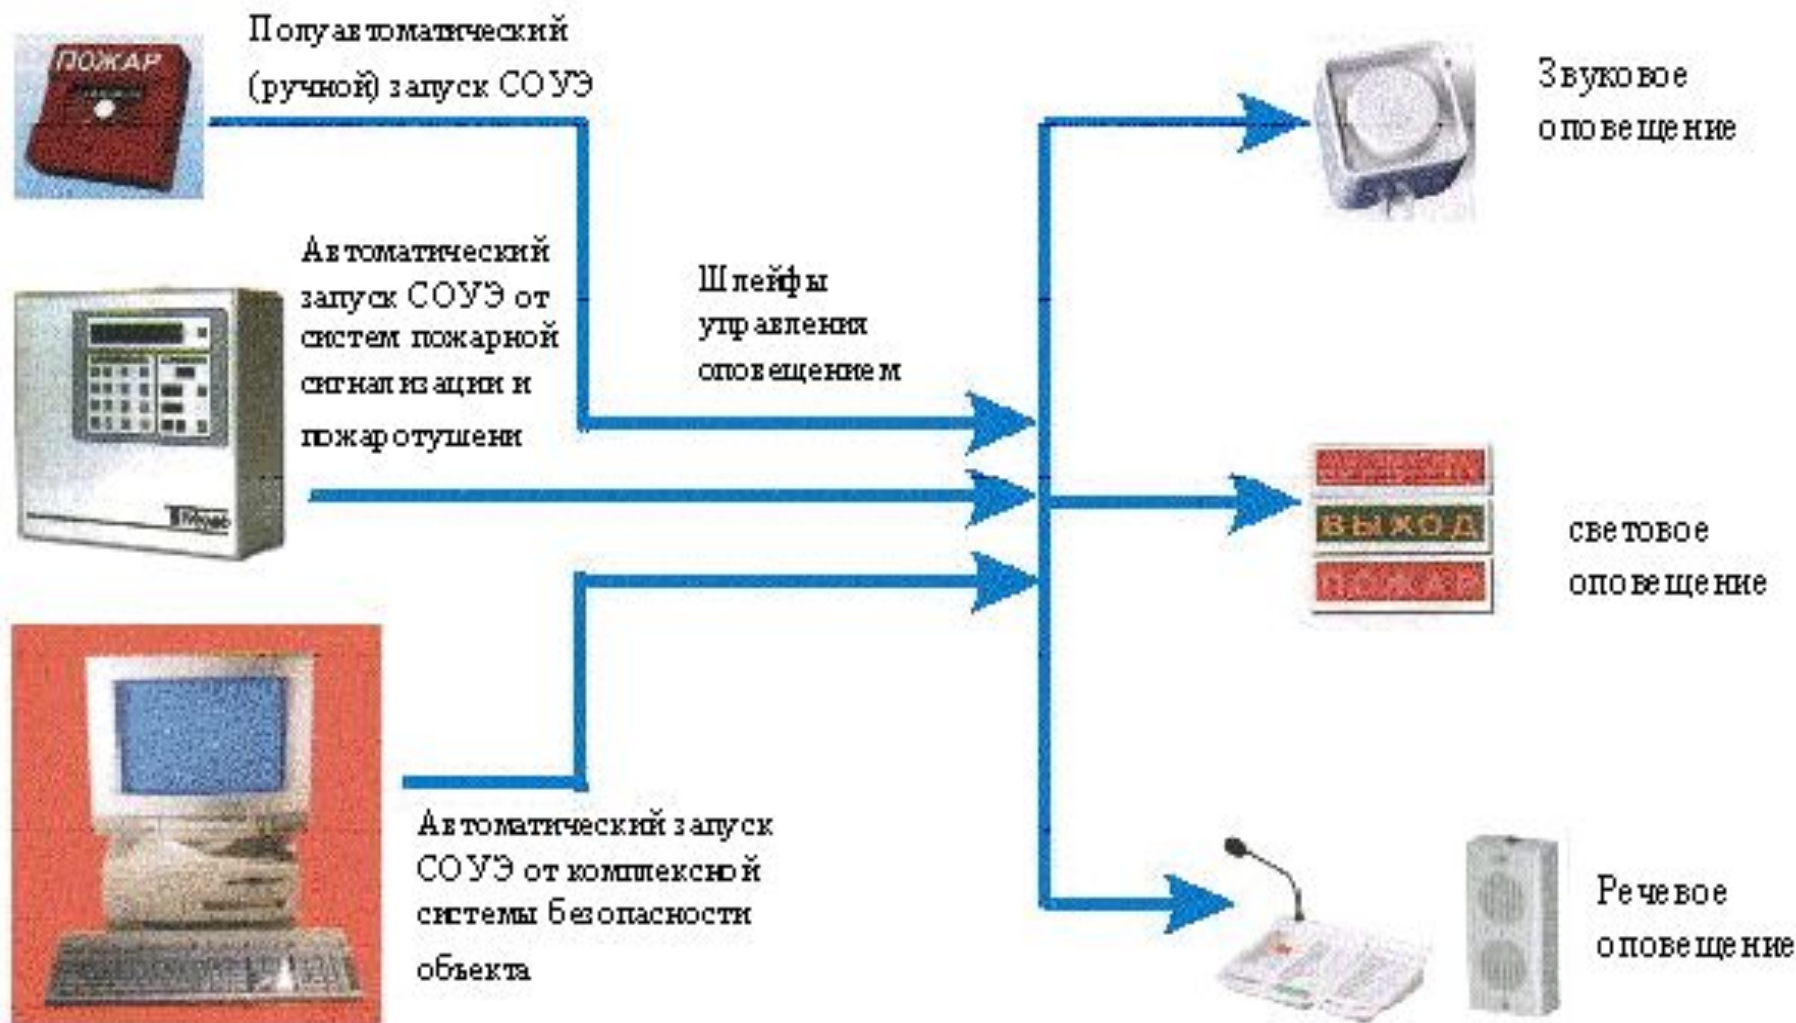 ПОЖАР
Полуавтоматический
(ручной) запуск СОУЭ
Автоматический
запуск СОУЭ от
систем пожарной
сигнализации и
пожаротушени
Шлейфы
управления
оповещением
Автоматический запуск
СОУЭ от комплексной
системы безопасности
объекта
Звуковое
оповещение
ВЫХОД
ПОЖАР
световое
оповещение
Речевое
оповещение